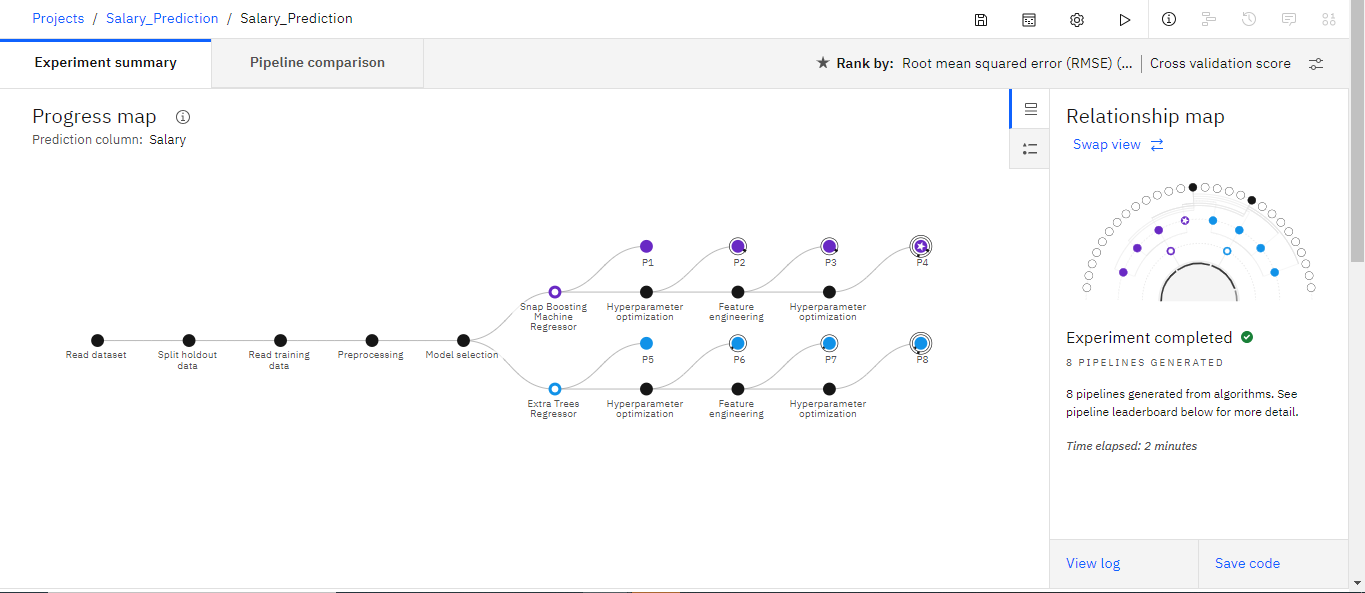 Projects / Salary_Prediction / Salary_Prediction
Experiment summary
Pipeline comparison
Rank by: Root mean squared error (RMSE) (... | Cross validation score
Progress map
Prediction column: Salary
P1
P2
P3
P4
Snap Boosting
Machine
Regressor
Hyperparameter
optimization
Feature
engineering
Hyperparameter
optimization
Read dataset
Split holdout
data
Read training
data
Preprocessing
Model selection
P5
P6
P7
P8
Extra Trees
Regressor
Hyperparameter
optimization
Feature
engineering
Hyperparameter
optimization
Relationship map
Swap view
Experiment completed
8 PIPELINES GENERATED
8 pipelines generated from algorithms. See
pipeline leaderboard below for more detail.
Time elapsed: 2 minutes
View log
Save code